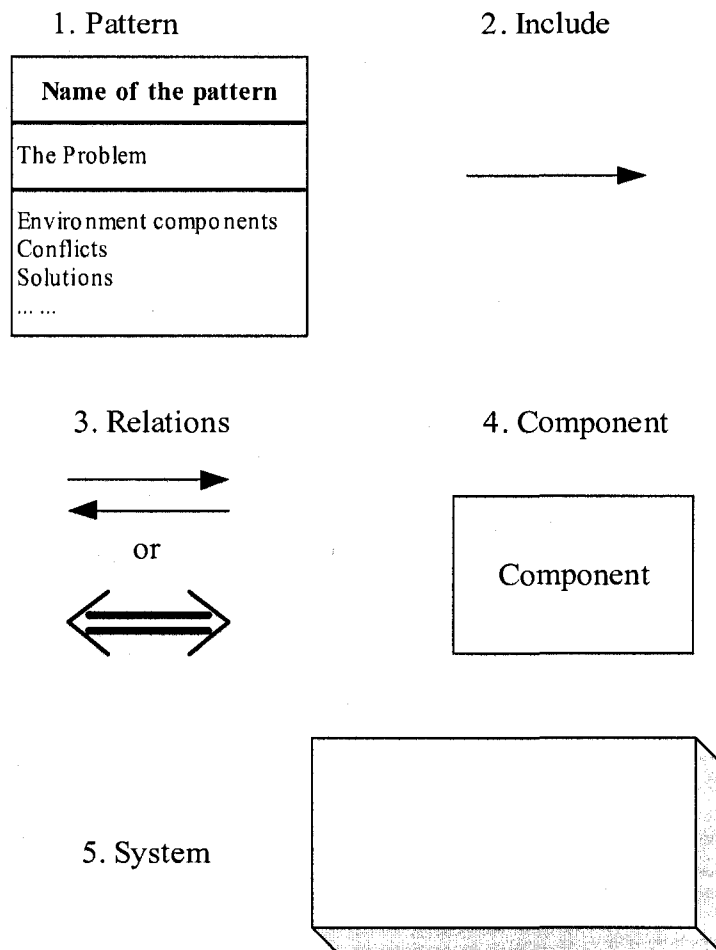 1. Pattern
2. Include
Name of the pattern
The Problem
Environment components
Conflicts
Solutions
... ...
3. Relations
4. Component
or
Component
5. System